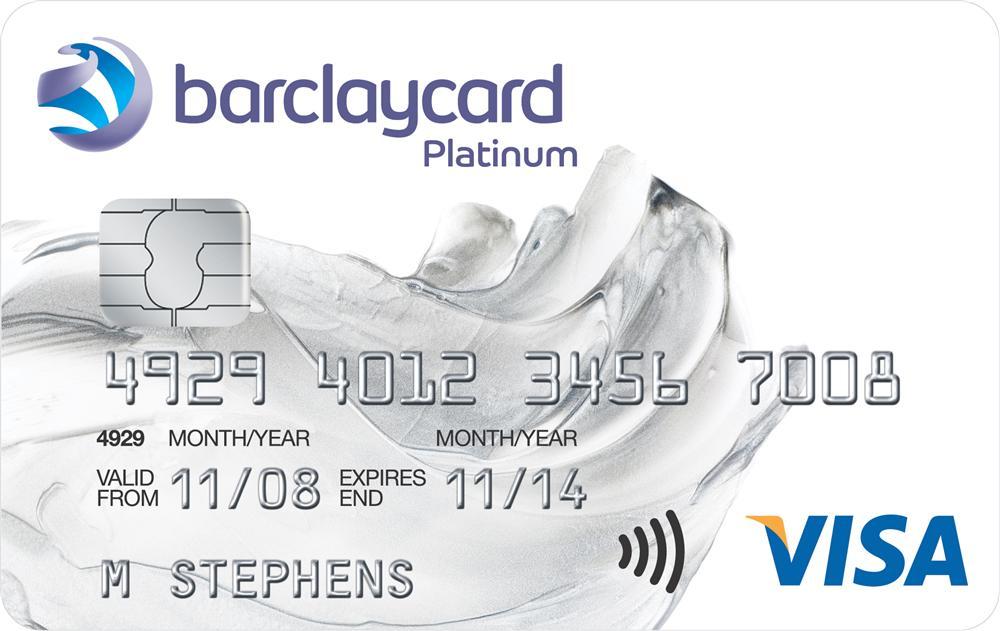 barclaycard
Platinum
4929 4012 3456 7008
4929 MONTH/YEAR MONTH/YEAR
VALID FROM 11/08 EXPIRES END 11/14
M STEPHENS
VISA